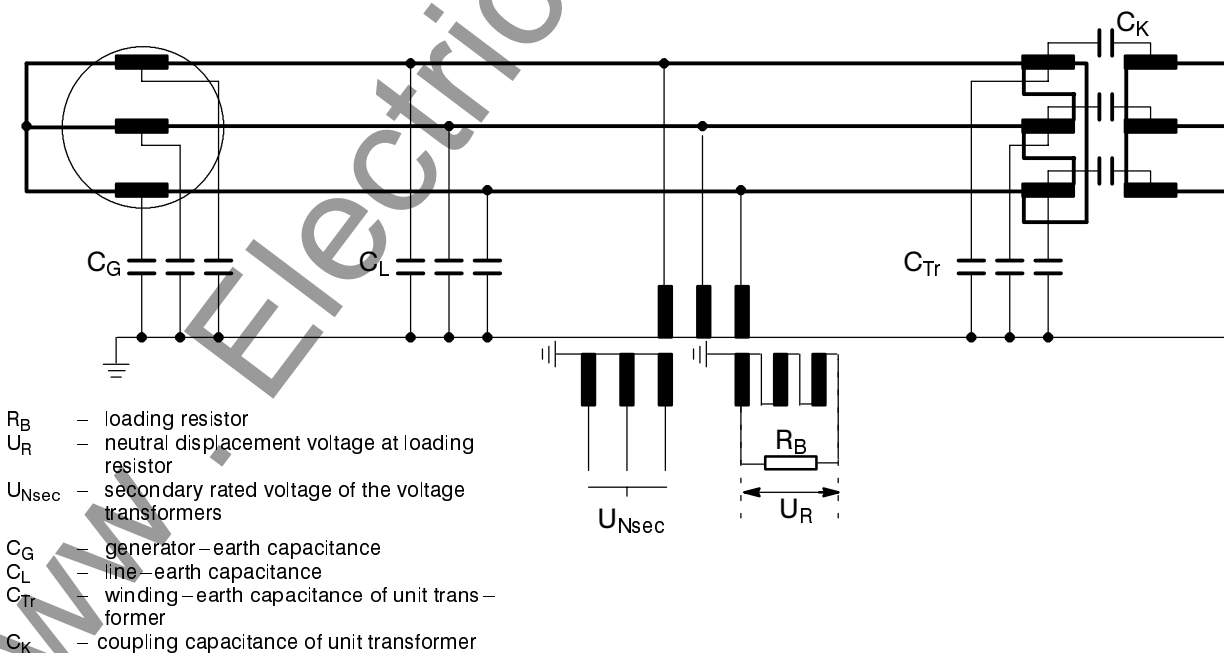 C_K
C_G
C_L
C_Tr
R_B
U_R
U_Nsec
R_B – loading resistor
U_R – neutral displacement voltage at loading
resistor
U_Nsec – secondary rated voltage of the voltage
transformers
C_G – generator–earth capacitance
C_L – line–earth capacitance
C_Tr – winding–earth capacitance of unit trans–
former
C_K – coupling capacitance of unit transformer
ww . Electric